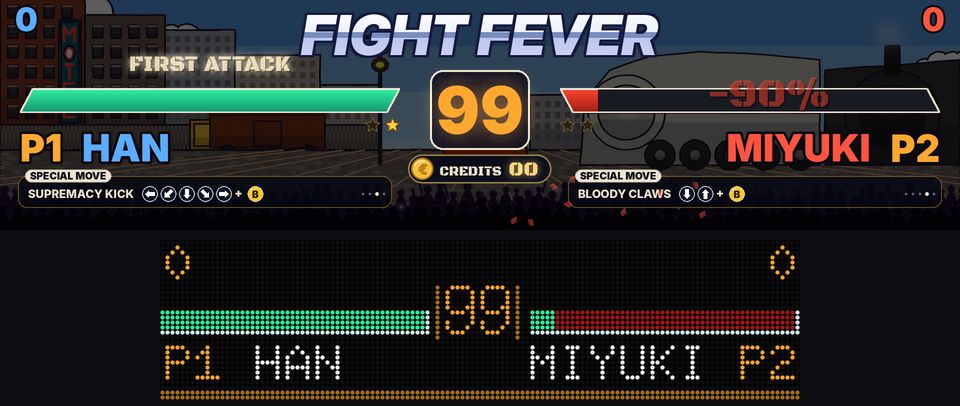 0
FIGHT FEVER
0
MOTEL
FIRST ATTACK
99
-90%
P1 HAN
MIYUKI P2
CREDITS 00
SPECIAL MOVE
SUPREMACY KICK + B
SPECIAL MOVE
BLOODY CLAWS + B
0
0
99
P1 HAN
MIYUKI P2